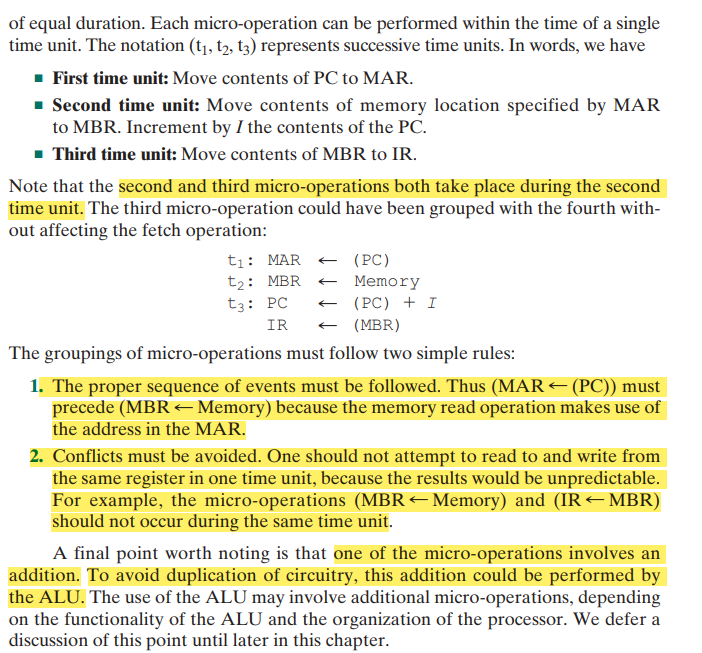 of equal duration. Each micro-operation can be performed within the time of a single
time unit. The notation (t₁, t₂, t₃) represents successive time units. In words, we have
■ First time unit: Move contents of PC to MAR.
■ Second time unit: Move contents of memory location specified by MAR
to MBR. Increment by I the contents of the PC.
■ Third time unit: Move contents of MBR to IR.
Note that the second and third micro-operations both take place during the second
time unit. The third micro-operation could have been grouped with the fourth with-
out affecting the fetch operation:
t₁: MAR ← (PC)
t₂: MBR ← Memory
t₃: PC ← (PC) + I
IR ← (MBR)
The groupings of micro-operations must follow two simple rules:
1. The proper sequence of events must be followed. Thus (MAR ← (PC)) must
precede (MBR ← Memory) because the memory read operation makes use of
the address in the MAR.
2. Conflicts must be avoided. One should not attempt to read to and write from
the same register in one time unit, because the results would be unpredictable.
For example, the micro-operations (MBR ← Memory) and (IR ← MBR)
should not occur during the same time unit.
A final point worth noting is that one of the micro-operations involves an
addition. To avoid duplication of circuitry, this addition could be performed by
the ALU. The use of the ALU may involve additional micro-operations, depending
on the functionality of the ALU and the organization of the processor. We defer a
discussion of this point until later in this chapter.